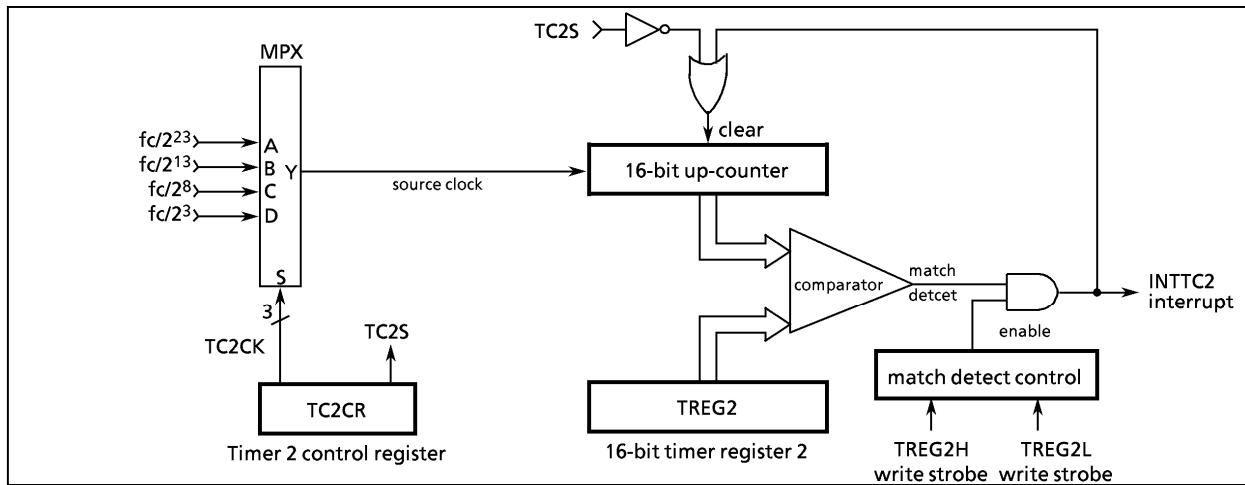 TC2S
MPX
clear
fc/2²³
A
fc/2¹³
B
Y
fc/2⁸
C
fc/2³
D
source clock
16-bit up-counter
S
3
TC2CK
TC2S
comparator
match
detcet
enable
INTTC2
interrupt
TC2CR
Timer 2 control register
TREG2
16-bit timer register 2
match detect control
TREG2H
write strobe
TREG2L
write strobe